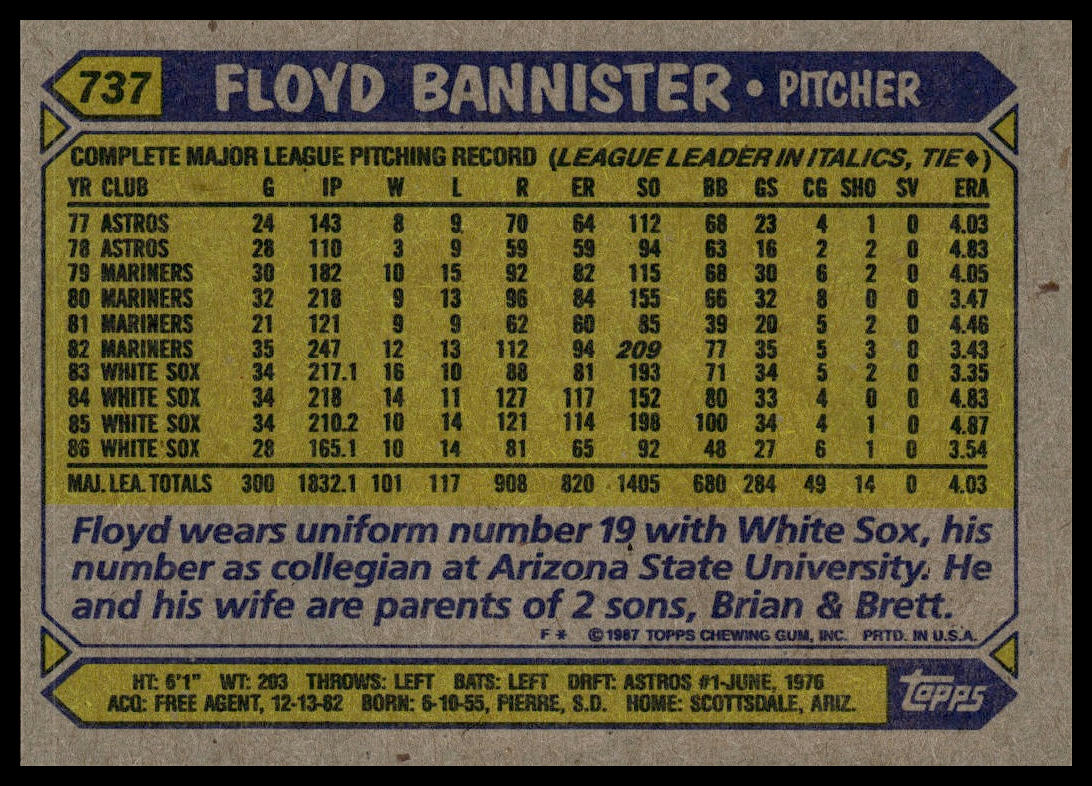 737 FLOYD BANNISTER • PITCHER
COMPLETE MAJOR LEAGUE PITCHING RECORD (LEAGUE LEADER IN ITALICS, TIE♦)
YR CLUB G IP W L R ER SO BB GS CG SHO SV ERA
77 ASTROS 24 143 8 9 70 64 112 68 23 4 1 0 4.03
78 ASTROS 28 110 3 9 59 59 94 63 16 2 2 0 4.83
79 MARINERS 30 182 10 15 92 82 115 68 30 6 2 0 4.05
80 MARINERS 32 218 9 13 96 84 155 66 32 8 0 0 3.47
81 MARINERS 21 121 9 9 62 60 85 39 20 5 2 0 4.46
82 MARINERS 35 247 12 13 112 94 209 77 35 5 3 0 3.43
83 WHITE SOX 34 217.1 16 10 88 81 193 71 34 5 2 0 3.35
84 WHITE SOX 34 218 14 11 127 117 152 80 33 4 0 0 4.83
85 WHITE SOX 34 210.2 10 14 121 114 198 100 34 4 1 0 4.87
86 WHITE SOX 28 165.1 10 14 81 65 92 48 27 6 1 0 3.54
MAJ. LEA. TOTALS 300 1832.1 101 117 908 820 1405 680 284 49 14 0 4.03
Floyd wears uniform number 19 with White Sox, his
number as collegian at Arizona State University. He
and his wife are parents of 2 sons, Brian & Brett.
F * ©1987 TOPPS CHEWING GUM, INC. PRTD. IN U.S.A.
HT: 6'1" WT: 203 THROWS: LEFT BATS: LEFT DRFT: ASTROS #1-JUNE, 1976
ACQ: FREE AGENT, 12-13-82 BORN: 6-10-55, PIERRE, S.D. HOME: SCOTTSDALE, ARIZ.
topps